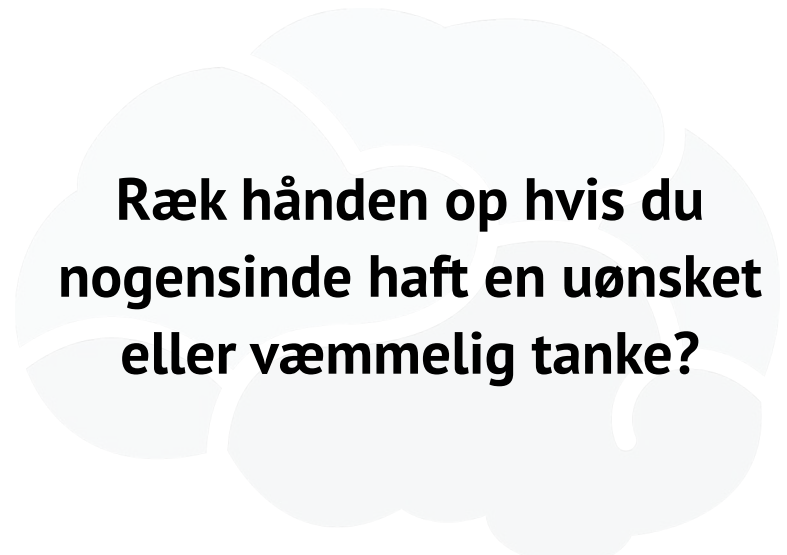 Ræk hånden op hvis du
nogensinde haft en uønsket
eller væmmelig tanke?